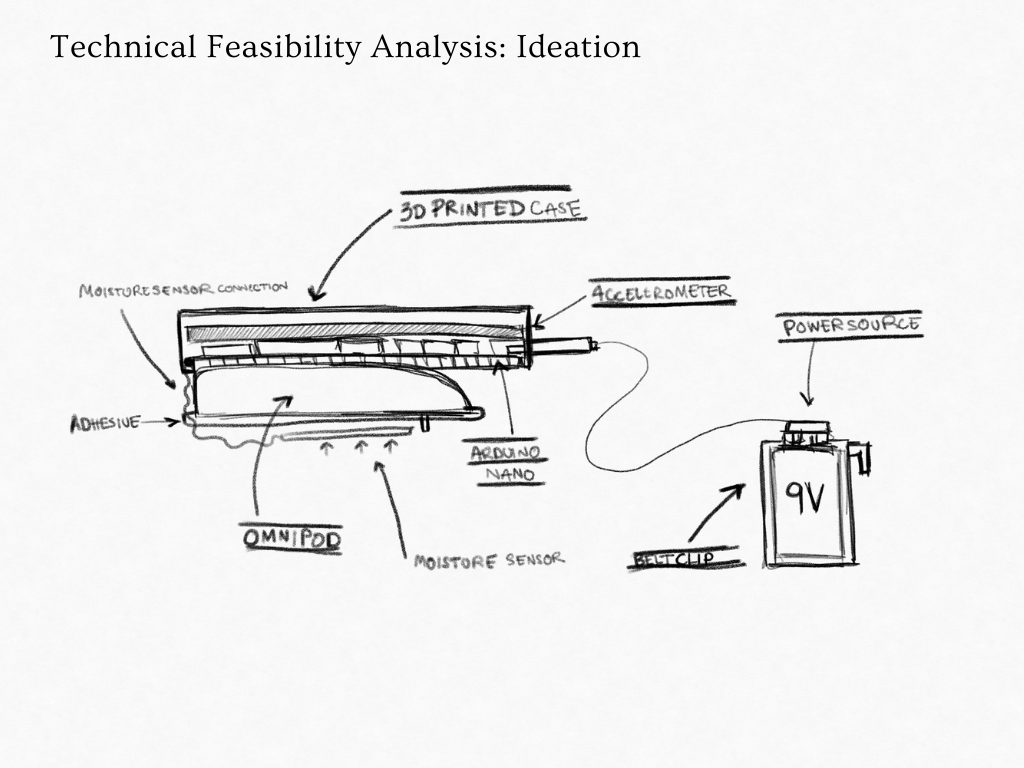 Technical Feasibility Analysis: Ideation
3D PRINTED CASE
MOISTURE SENSOR CONNECTION
ACCELEROMETER
POWER SOURCE
ADHESIVE
ARDUINO
NANO
9V
OMNIPOD
MOISTURE SENSOR
BELT CLIP